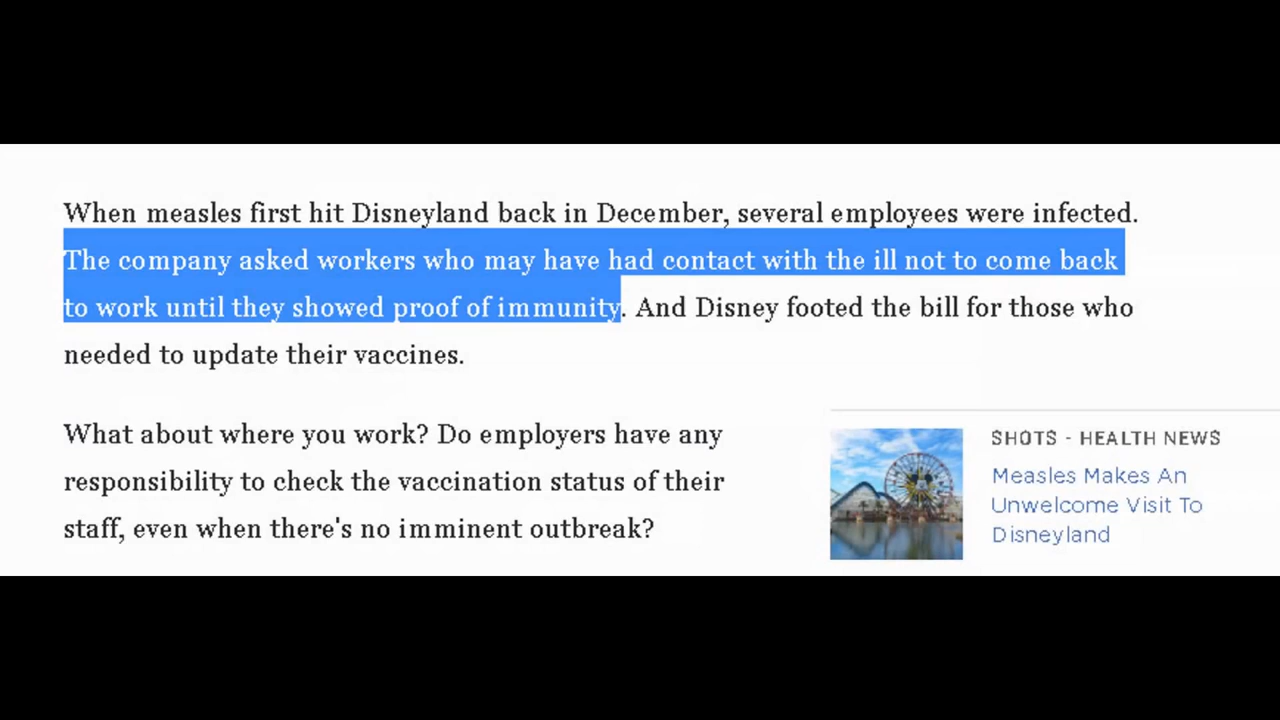 When measles first hit Disneyland back in December, several employees were infected.
The company asked workers who may have had contact with the ill not to come back
to work until they showed proof of immunity. And Disney footed the bill for those who
needed to update their vaccines.
What about where you work? Do employers have any
responsibility to check the vaccination status of their
staff, even when there's no imminent outbreak?
SHOTS - HEALTH NEWS
Measles Makes An
Unwelcome Visit To
Disneyland